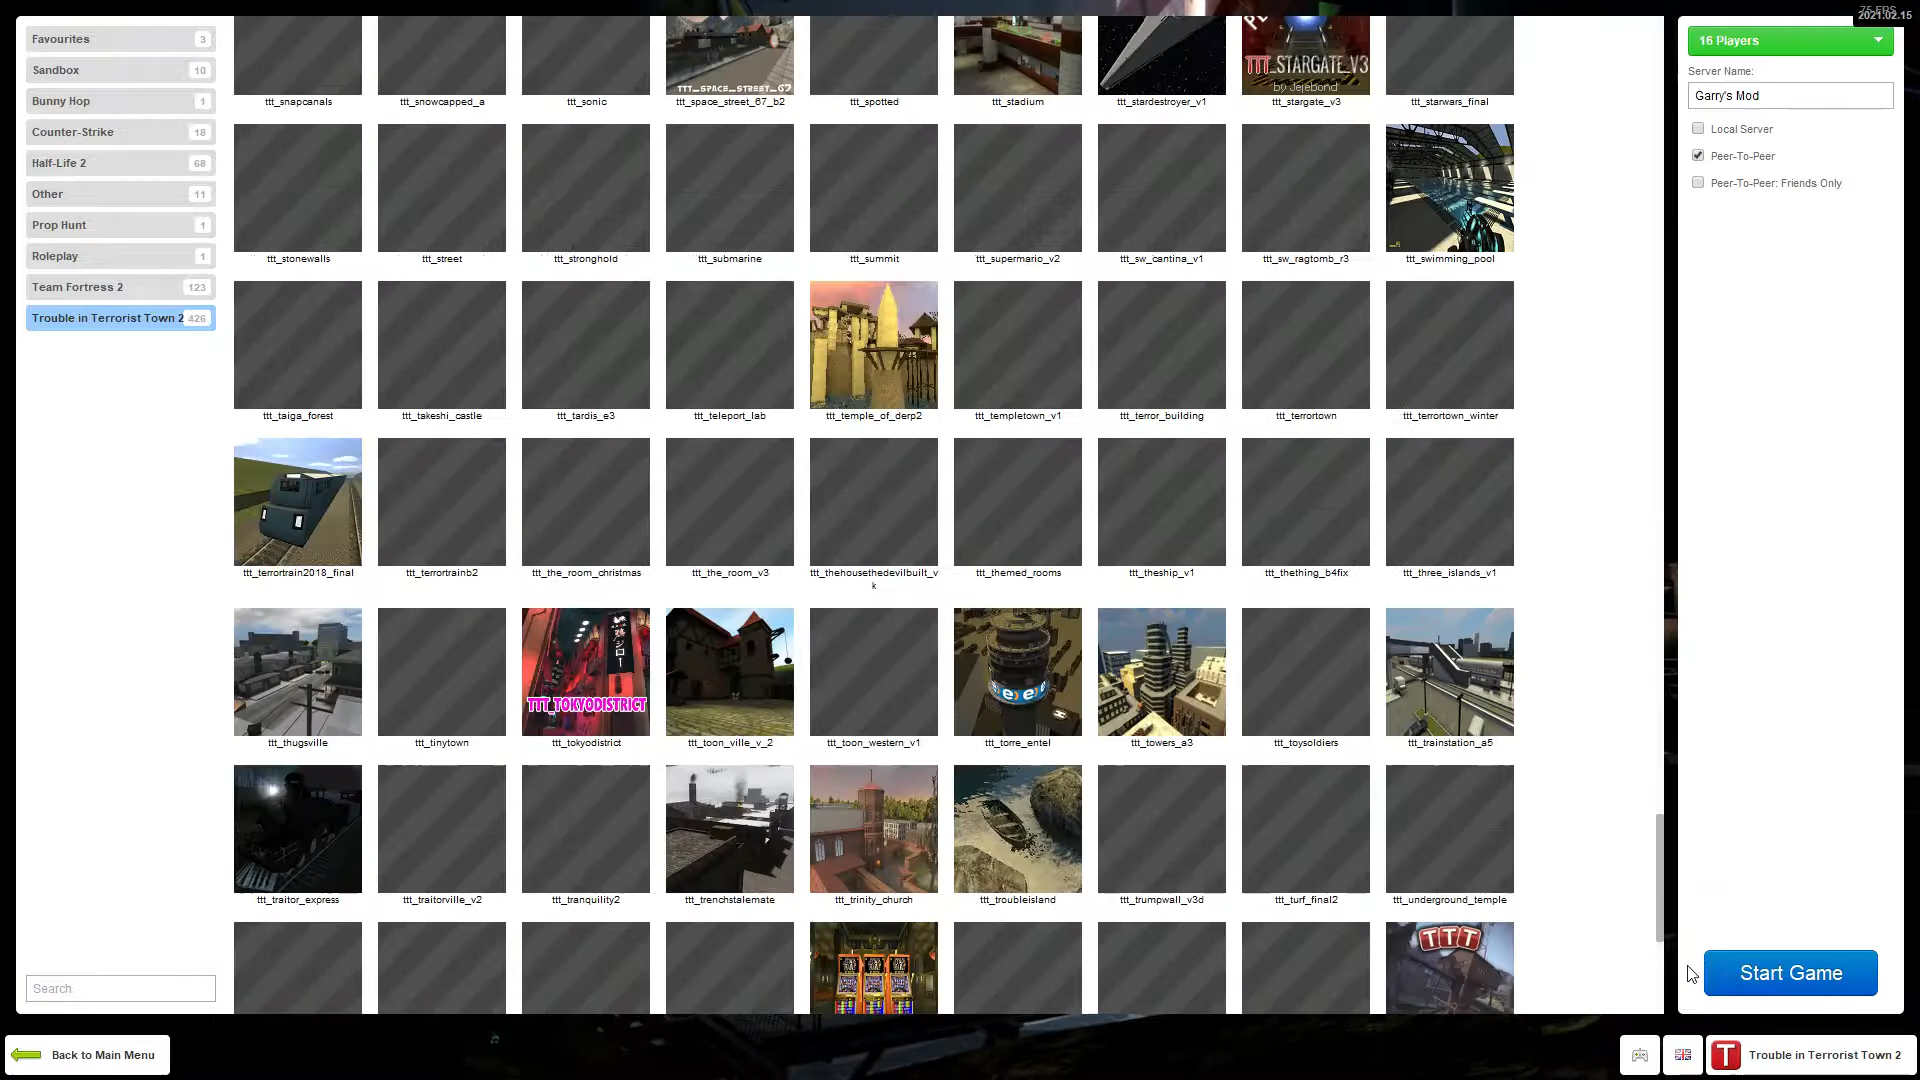 75 FPS
2021.02.15
Favourites 3
Sandbox 10
Bunny Hop 1
Counter-Strike 18
Half-Life 2 68
Other 11
Prop Hunt 1
Roleplay 1
Team Fortress 2 123
Trouble in Terrorist Town 2 426
Search:
TTT_SPACE_STREET_67
TTT_STARGATE_V3
by Jejebond
ttt_snapcanals
ttt_snowcapped_a
ttt_sonic
ttt_space_street_67_b2
ttt_spotted
ttt_stadium
ttt_stardestroyer_v1
ttt_stargate_v3
ttt_starwars_final
ttt_stonewalls
ttt_street
ttt_stronghold
ttt_submarine
ttt_summit
ttt_supermario_v2
ttt_sw_cantina_v1
ttt_sw_ragtomb_r3
ttt_swimming_pool
ttt_taiga_forest
ttt_takeshi_castle
ttt_tardis_e3
ttt_teleport_lab
ttt_temple_of_derp2
ttt_templetown_v1
ttt_terror_building
ttt_terrortown
ttt_terrortown_winter
ttt_terrortrain2018_final
ttt_terrortrainb2
ttt_the_room_christmas
ttt_the_room_v3
ttt_thehousethedevilbuilt_v
k
ttt_themed_rooms
ttt_theship_v1
ttt_thething_b4fix
ttt_three_islands_v1
TTT_TOKYODISTRICT
ttt_thugsville
ttt_tinytown
ttt_tokyodistrict
ttt_toon_ville_v_2
ttt_toon_western_v1
ttt_torre_entel
ttt_towers_a3
ttt_toysoldiers
ttt_trainstation_a5
ttt_traitor_express
ttt_traitorville_v2
ttt_tranquility2
ttt_trenchstalemate
ttt_trinity_church
ttt_troubleisland
ttt_trumpwall_v3d
ttt_turf_final2
ttt_underground_temple
TTT
16 Players
Server Name:
Garry's Mod
Local Server
Peer-To-Peer
Peer-To-Peer: Friends Only
Start Game
Back to Main Menu
T Trouble in Terrorist Town 2